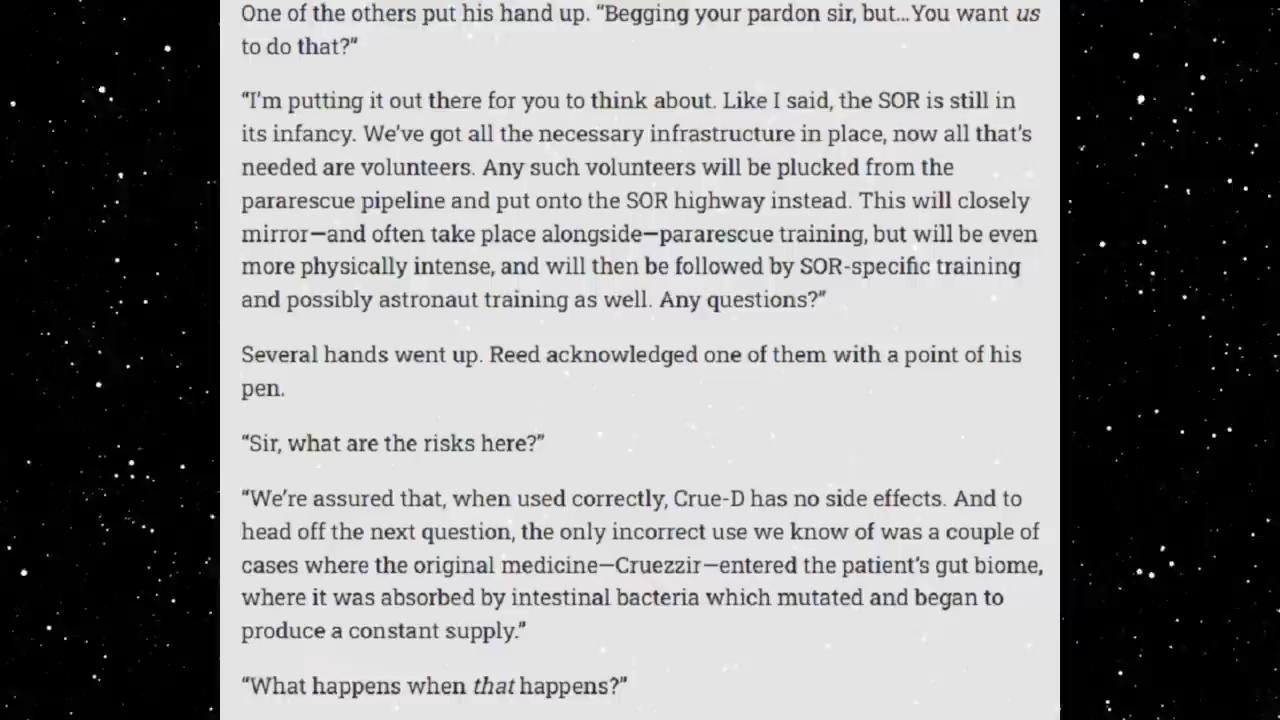 One of the others put his hand up. “Begging your pardon sir, but…You want us
to do that?”
“I’m putting it out there for you to think about. Like I said, the SOR is still in
its infancy. We’ve got all the necessary infrastructure in place, now all that’s
needed are volunteers. Any such volunteers will be plucked from the
pararescue pipeline and put onto the SOR highway instead. This will closely
mirror—and often take place alongside—pararescue training, but will be even
more physically intense, and will then be followed by SOR-specific training
and possibly astronaut training as well. Any questions?”
Several hands went up. Reed acknowledged one of them with a point of his
pen.
“Sir, what are the risks here?”
“We’re assured that, when used correctly, Crue-D has no side effects. And to
head off the next question, the only incorrect use we know of was a couple of
cases where the original medicine—Cruezzir—entered the patient’s gut biome,
where it was absorbed by intestinal bacteria which mutated and began to
produce a constant supply.”
“What happens when that happens?”